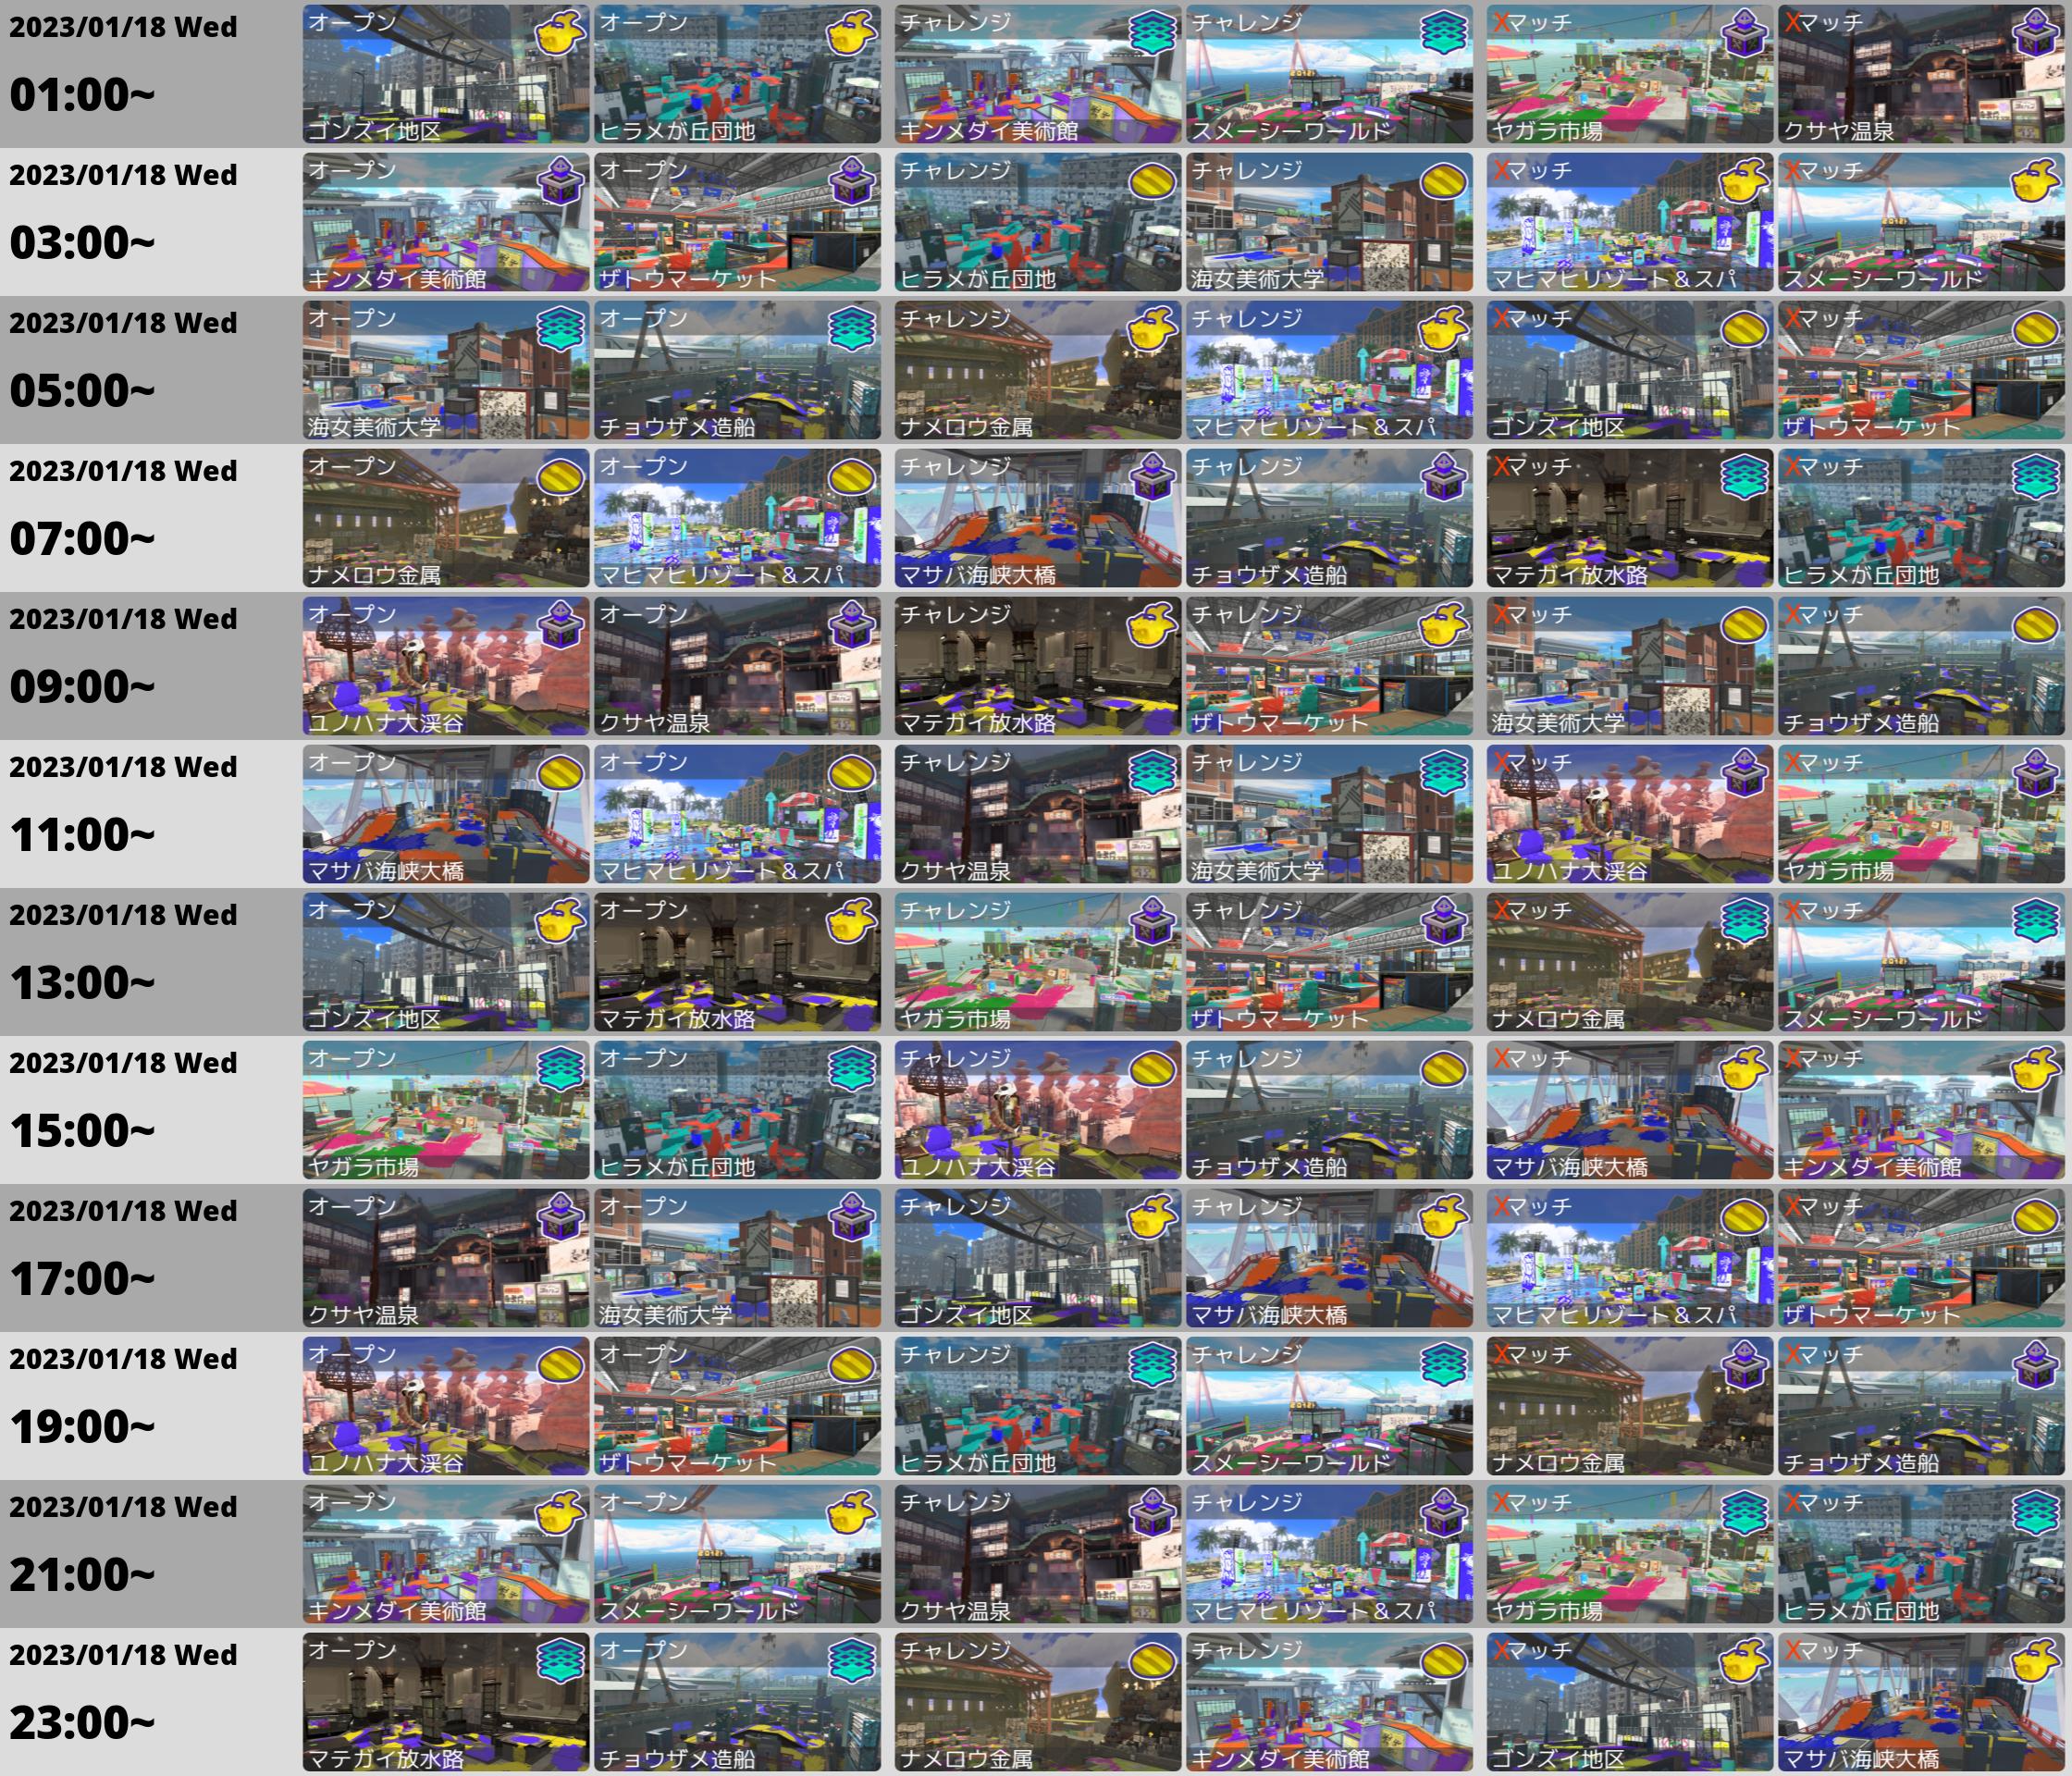 2023/01/18 Wed
01:00~
オープン
ゴンズイ地区
オープン
ヒラメが丘団地
チャレンジ
キンメダイ美術館
チャレンジ
スメーシーワールド
Xマッチ
ヤガラ市場
Xマッチ
クサヤ温泉
2023/01/18 Wed
03:00~
オープン
キンメダイ美術館
オープン
ザトウマーケット
チャレンジ
ヒラメが丘団地
チャレンジ
海女美術大学
Xマッチ
マヒマヒリゾート＆スパ
Xマッチ
スメーシーワールド
2023/01/18 Wed
05:00~
オープン
海女美術大学
オープン
チョウザメ造船
チャレンジ
ナメロウ金属
チャレンジ
マヒマヒリゾート＆スパ
Xマッチ
ゴンズイ地区
Xマッチ
ザトウマーケット
2023/01/18 Wed
07:00~
オープン
ナメロウ金属
オープン
マヒマヒリゾート＆スパ
チャレンジ
マサバ海峡大橋
チャレンジ
チョウザメ造船
Xマッチ
マテガイ放水路
Xマッチ
ヒラメが丘団地
2023/01/18 Wed
09:00~
オープン
ユノハナ大渓谷
オープン
クサヤ温泉
チャレンジ
マテガイ放水路
チャレンジ
ザトウマーケット
Xマッチ
海女美術大学
Xマッチ
チョウザメ造船
2023/01/18 Wed
11:00~
オープン
マサバ海峡大橋
オープン
マヒマヒリゾート＆スパ
チャレンジ
クサヤ温泉
チャレンジ
海女美術大学
Xマッチ
ユノハナ大渓谷
Xマッチ
ヤガラ市場
2023/01/18 Wed
13:00~
オープン
ゴンズイ地区
オープン
マテガイ放水路
チャレンジ
ヤガラ市場
チャレンジ
ザトウマーケット
Xマッチ
ナメロウ金属
Xマッチ
スメーシーワールド
2023/01/18 Wed
15:00~
オープン
ヤガラ市場
オープン
ヒラメが丘団地
チャレンジ
ユノハナ大渓谷
チャレンジ
チョウザメ造船
Xマッチ
マサバ海峡大橋
Xマッチ
キンメダイ美術館
2023/01/18 Wed
17:00~
オープン
クサヤ温泉
オープン
海女美術大学
チャレンジ
ゴンズイ地区
チャレンジ
マサバ海峡大橋
Xマッチ
マヒマヒリゾート＆スパ
Xマッチ
ザトウマーケット
2023/01/18 Wed
19:00~
オープン
ユノハナ大渓谷
オープン
ザトウマーケット
チャレンジ
ヒラメが丘団地
チャレンジ
スメーシーワールド
Xマッチ
ナメロウ金属
Xマッチ
チョウザメ造船
2023/01/18 Wed
21:00~
オープン
キンメダイ美術館
オープン
スメーシーワールド
チャレンジ
クサヤ温泉
チャレンジ
マヒマヒリゾート＆スパ
Xマッチ
ヤガラ市場
Xマッチ
ヒラメが丘団地
2023/01/18 Wed
23:00~
オープン
マテガイ放水路
オープン
チョウザメ造船
チャレンジ
ナメロウ金属
チャレンジ
キンメダイ美術館
Xマッチ
ゴンズイ地区
Xマッチ
マサバ海峡大橋